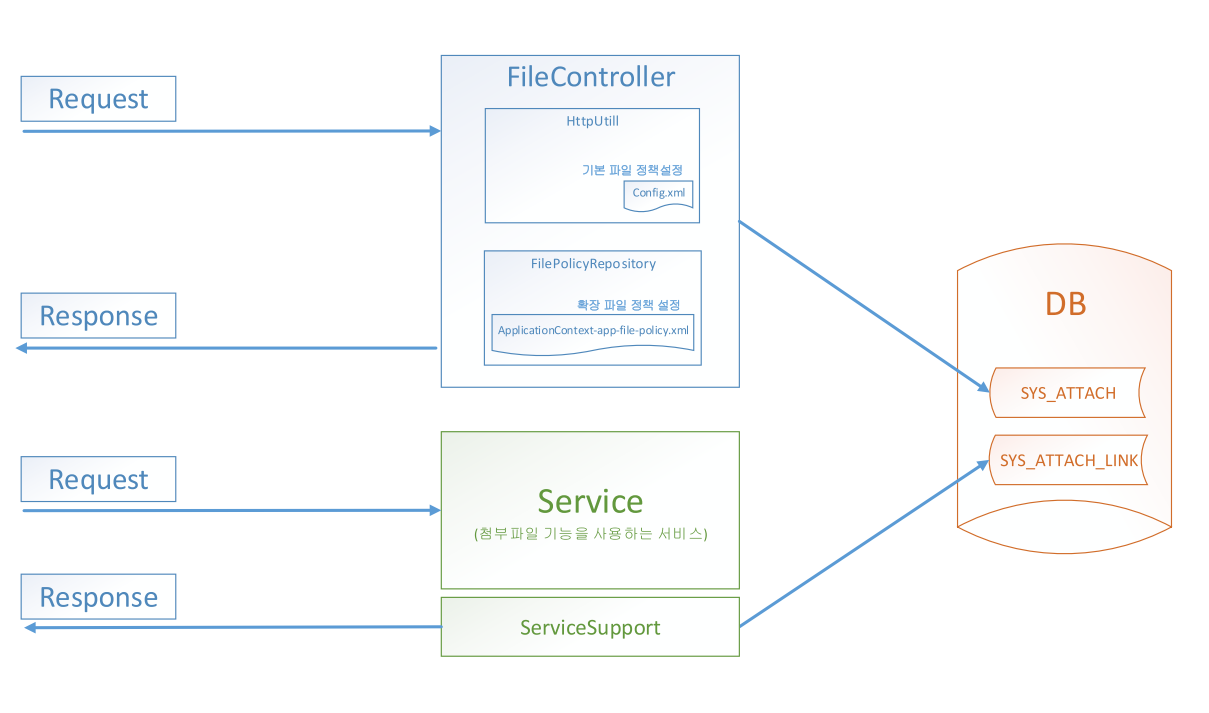 Request
FileController
HttpUtill
기본 파일 정책설정
Config.xml
FilePolicyRepository
확장 파일 정책 설정
ApplicationContext-app-file-policy.xml
Response
DB
SYS_ATTACH
SYS_ATTACH_LINK
Request
Service
(첨부파일 기능을 사용하는 서비스)
Response
ServiceSupport